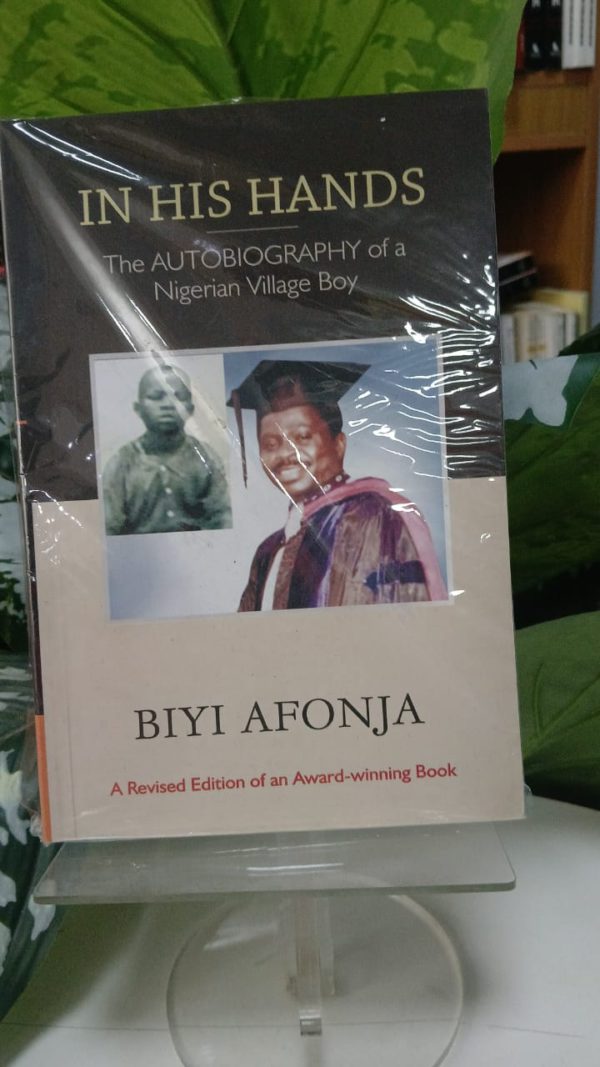 IN HIS HANDS
The AUTOBIOGRAPHY of a
Nigerian Village Boy
BIYI AFONJA
A Revised Edition of an Award-winning Book